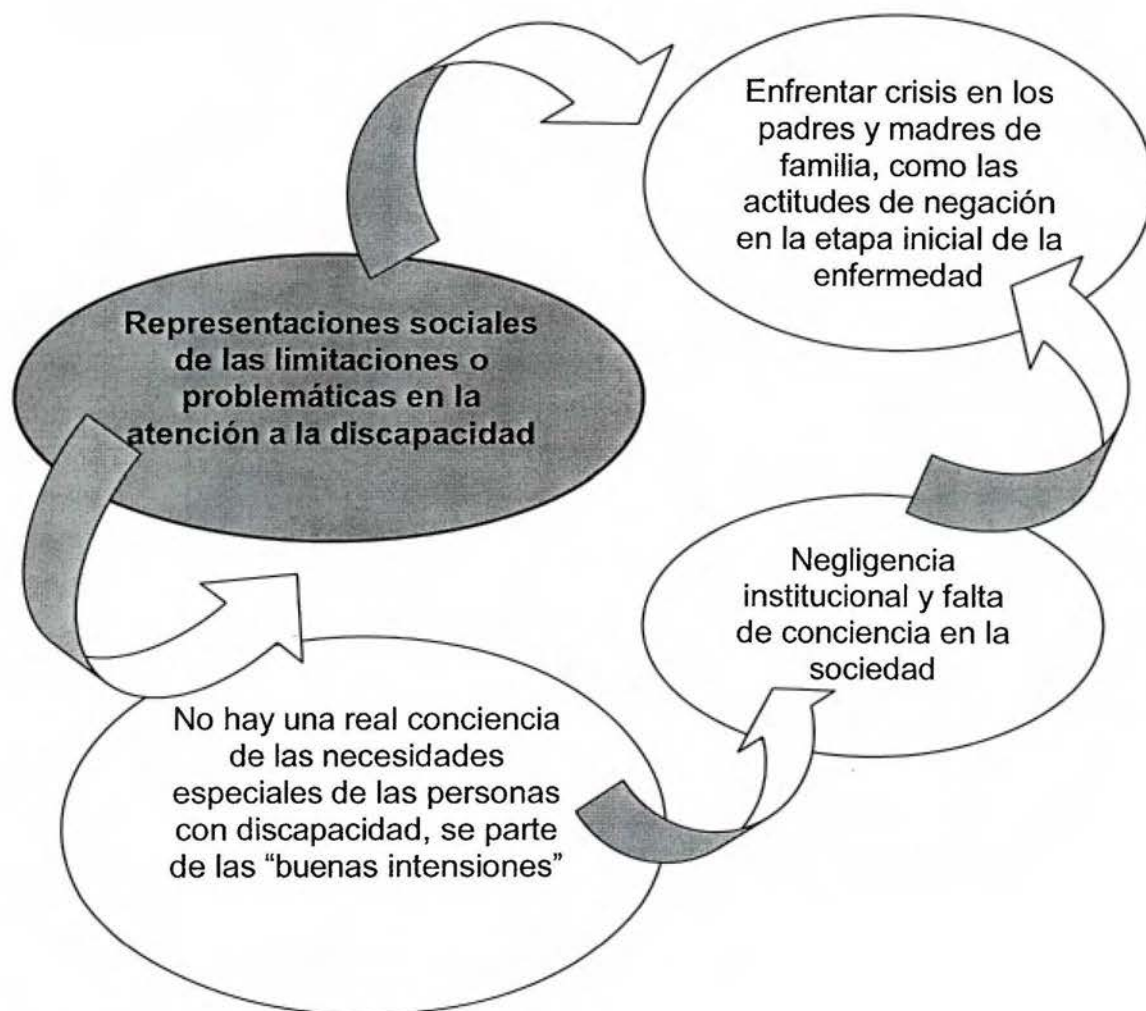 Enfrentar crisis en los
padres y madres de
familia, como las
actitudes de negación
en la etapa inicial de la
enfermedad
Representaciones sociales
de las limitaciones o
problemáticas en la
atención a la discapacidad
Negligencia
institucional y falta
de conciencia en la
sociedad
No hay una real conciencia
de las necesidades
especiales de las personas
con discapacidad, se parte
de las “buenas intensiones”